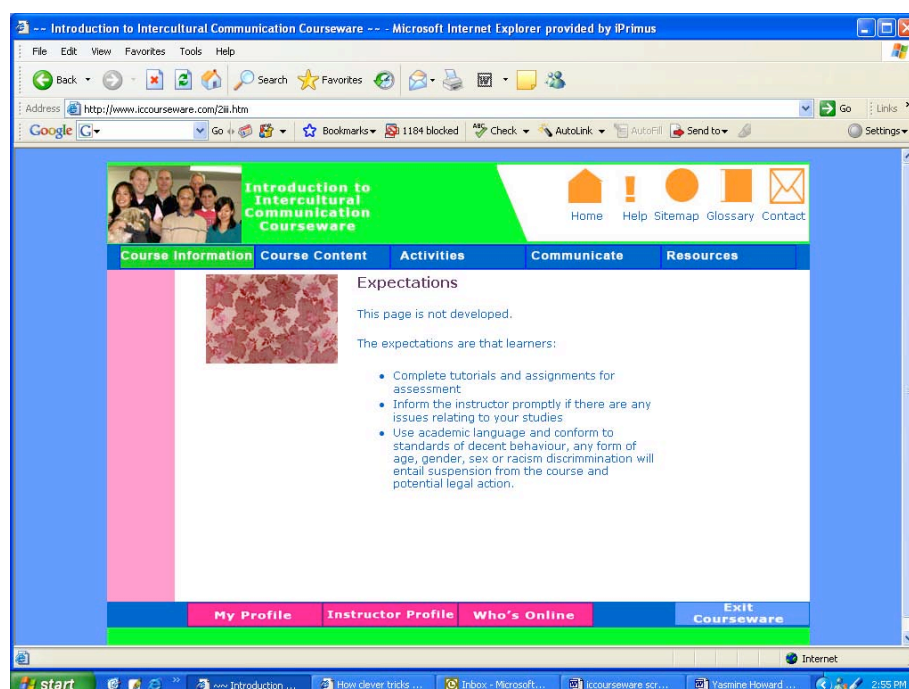 -- Introduction to Intercultural Communication Courseware -- - Microsoft Internet Explorer provided by iPrimus
File Edit View Favorites Tools Help
Back Search Favorites
Address http://www.iccourseware.com/2iii.htm Go Links
Google G Go Bookmarks 1184 blocked ABC Check AutoLink AutoFill Send to Settings
Introduction to
Intercultural
Communication
Courseware
Home Help Sitemap Glossary Contact
Course Information Course Content Activities Communicate Resources
Expectations
This page is not developed.
The expectations are that learners:
• Complete tutorials and assignments for
assessment
• Inform the instructor promptly if there are any
issues relating to your studies
• Use academic language and conform to
standards of decent behaviour, any form of
age, gender, sex or racism discrimmination will
entail suspension from the course and
potential legal action.
My Profile Instructor Profile Who's Online Exit
Courseware
Internet
start ~~ Introduction ... How clever tricks ... Inbox - Microsoft... iccourseware scr... Yasmine Howard ... 2:55 PM